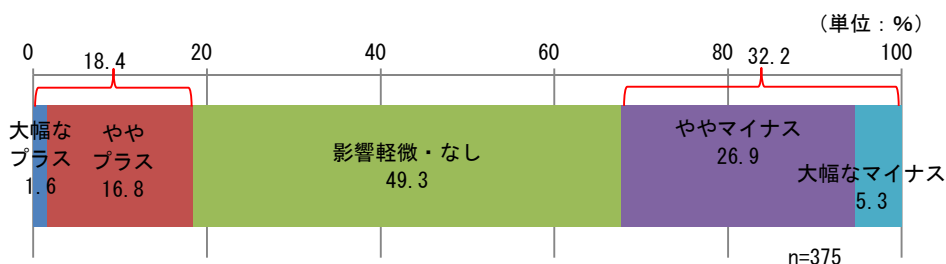 （単位：%）
0 20 40 60 80 100
18.4 32.2
大幅な
プラス
1.6
やや
プラス
16.8
影響軽微・なし
49.3
ややマイナス
26.9
大幅なマイナス
5.3
n=375